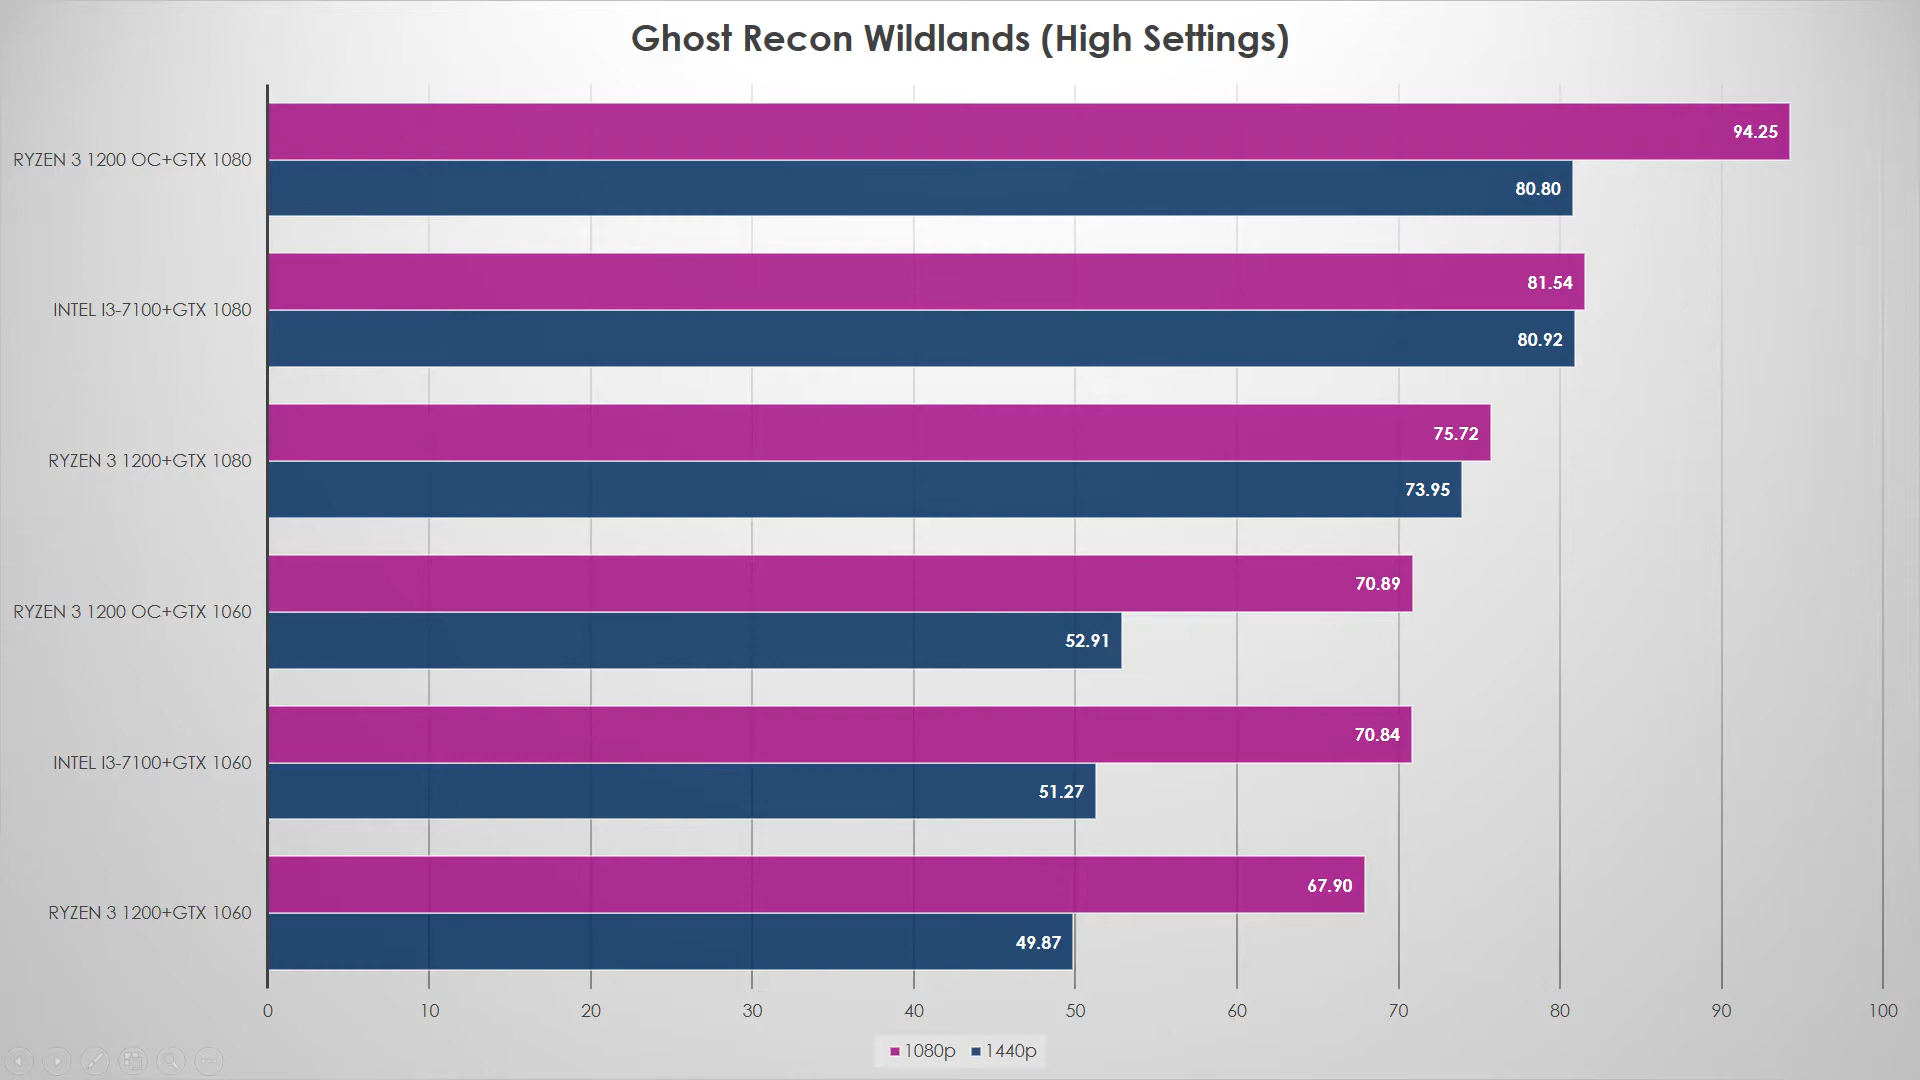 Ghost Recon Wildlands (High Settings)
RYZEN 3 1200 OC+GTX 1080
94.25
80.80
INTEL I3-7100+GTX 1080
81.54
80.92
RYZEN 3 1200+GTX 1080
75.72
73.95
RYZEN 3 1200 OC+GTX 1060
70.89
52.91
INTEL I3-7100+GTX 1060
70.84
51.27
RYZEN 3 1200+GTX 1060
67.90
49.87
0 10 20 30 40 50 60 70 80 90 100
1080p 1440p